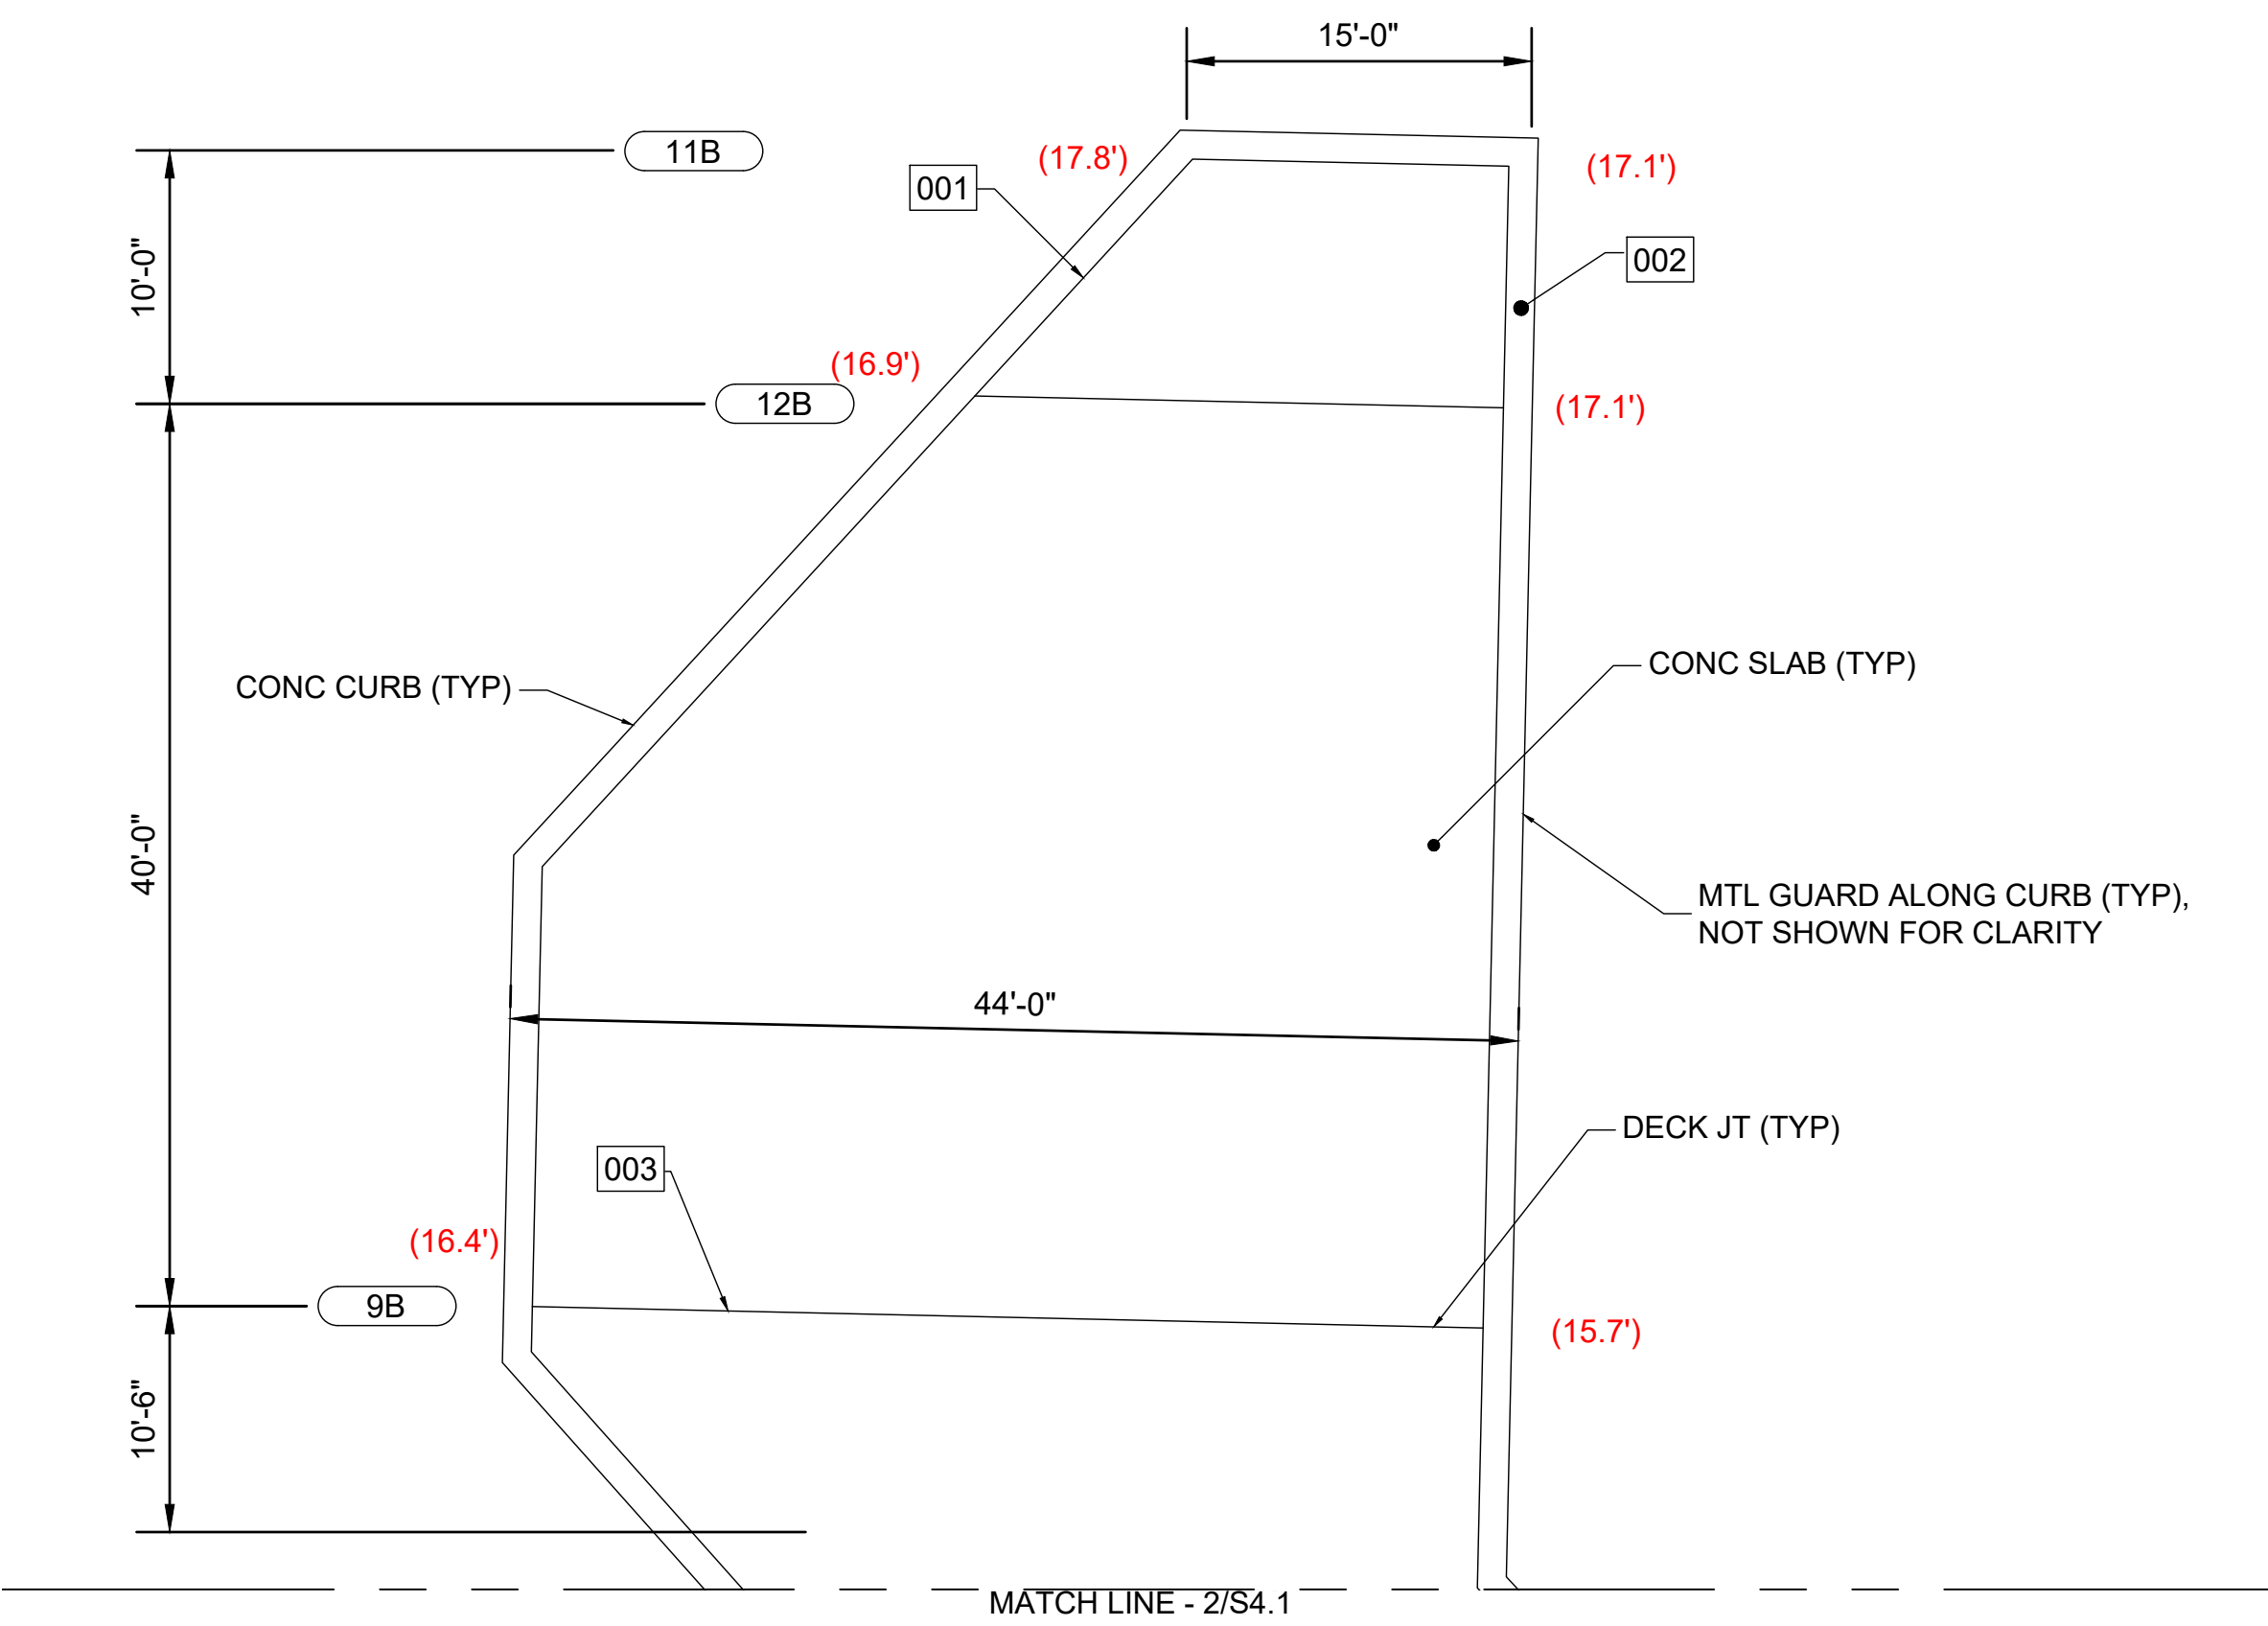 15'-0"
11B
(17.8')
(17.1')
001
002
10'-0"
(16.9')
12B
(17.1')
CONC SLAB (TYP)
CONC CURB (TYP)
40'-0"
MTL GUARD ALONG CURB (TYP),
NOT SHOWN FOR CLARITY
44'-0"
DECK JT (TYP)
003
(16.4')
9B
(15.7')
10'-6"
MATCH LINE - 2/S4.1